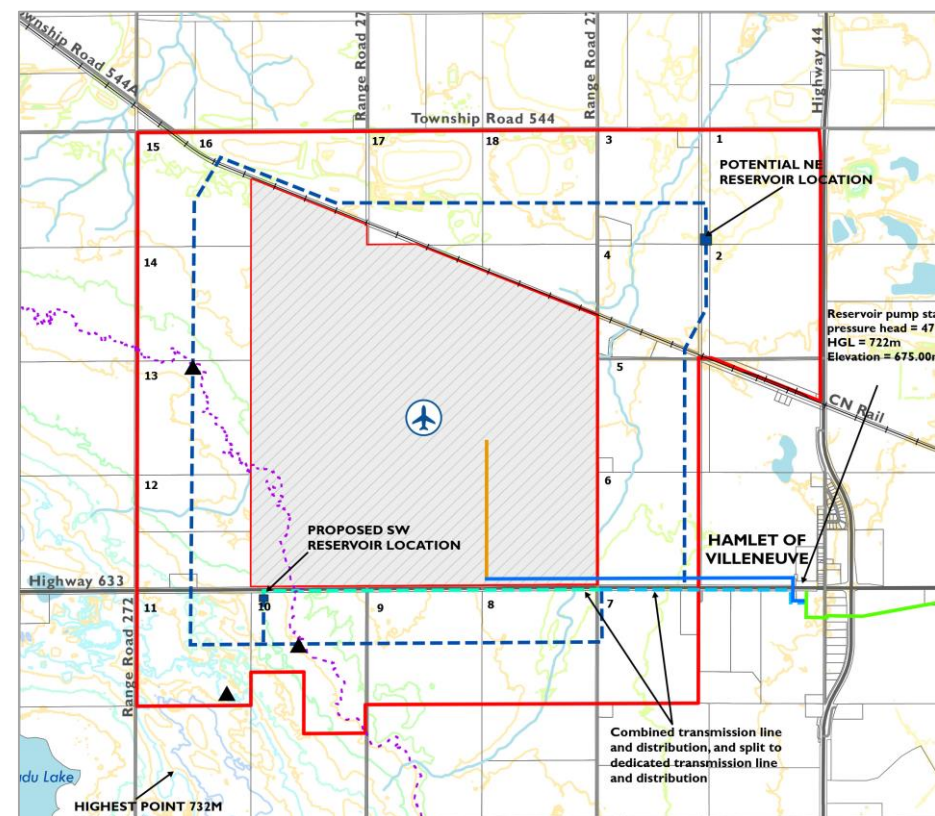 ownship Road 544A
Range Road 27
Range Road 27
Highway 44
Township Road 544
15
16
17
18
3
1
POTENTIAL NE
RESERVOIR LOCATION
14
4
2
Reservoir pump sta
pressure head = 47
HGL = 722m
Elevation = 675.00m
13
5
CN Rail
12
6
PROPOSED SW
RESERVOIR LOCATION
HAMLET OF
VILLENEUVE
Highway 633
Range Road 272
11
10
9
8
7
Combined transmission line
and distribution, and split to
dedicated transmission line
and distribution
du Lake
HIGHEST POINT 732M